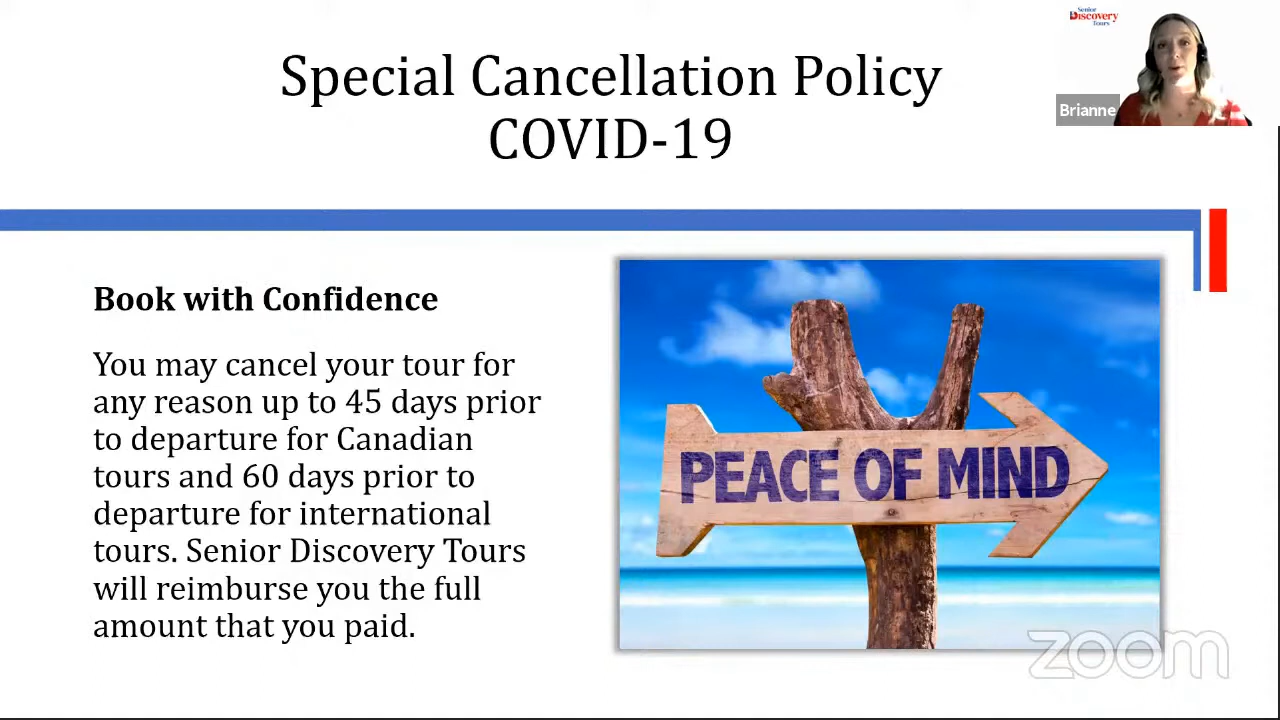 Special Cancellation Policy
COVID-19
Senior
Discovery
Tours
Brianne
Book with Confidence
You may cancel your tour for
any reason up to 45 days prior
to departure for Canadian
tours and 60 days prior to
departure for international
tours. Senior Discovery Tours
will reimburse you the full
amount that you paid.
PEACE OF MIND
zoom